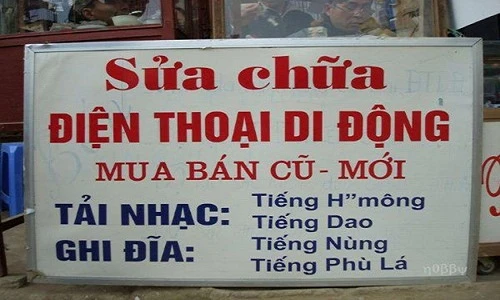 Sửa chữa
ĐIỆN THOẠI DI ĐỘNG
MUA BÁN CŨ - MỚI
TẢI NHẠC:
GHI ĐĨA:
Tiếng H"mông
Tiếng Dao
Tiếng Nùng
Tiếng Phù Lá
nobbw